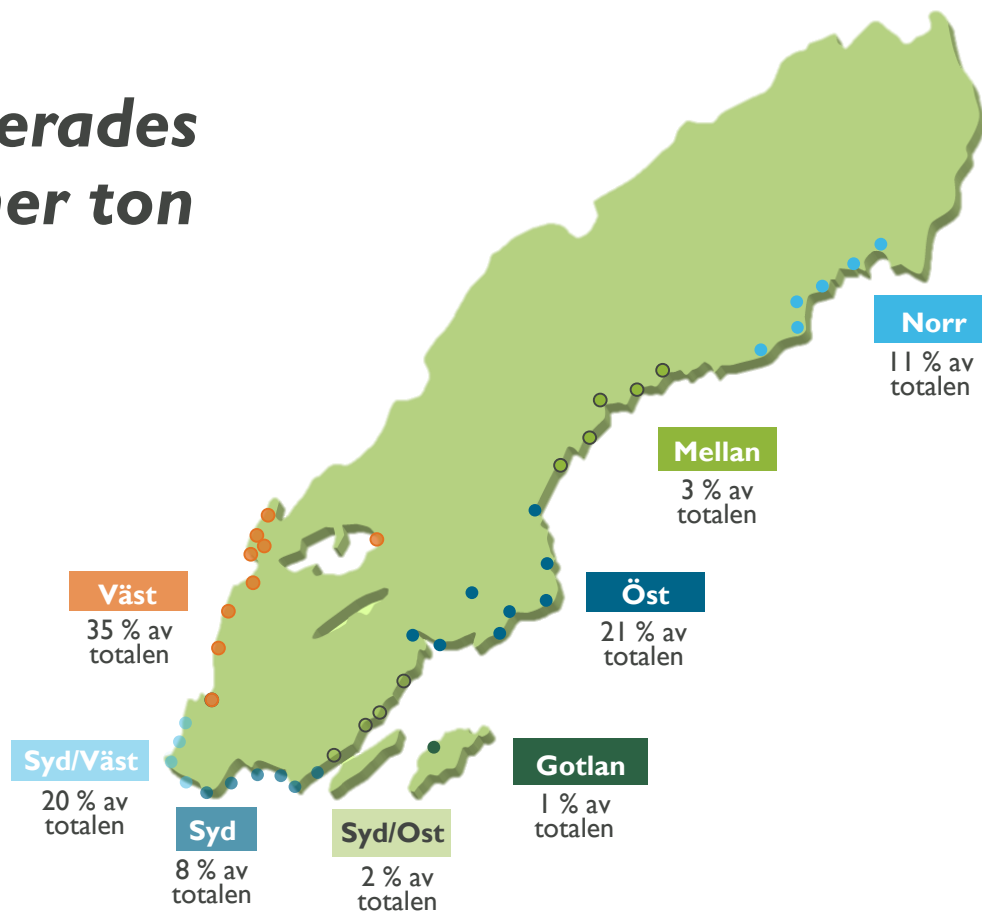 erades
er ton
Norr
11 % av
totalen
Mellan
3 % av
totalen
Väst
35 % av
totalen
Öst
21 % av
totalen
Syd/Väst
20 % av
totalen
Syd
8 % av
totalen
Syd/Ost
2 % av
totalen
Gotlan
1 % av
totalen